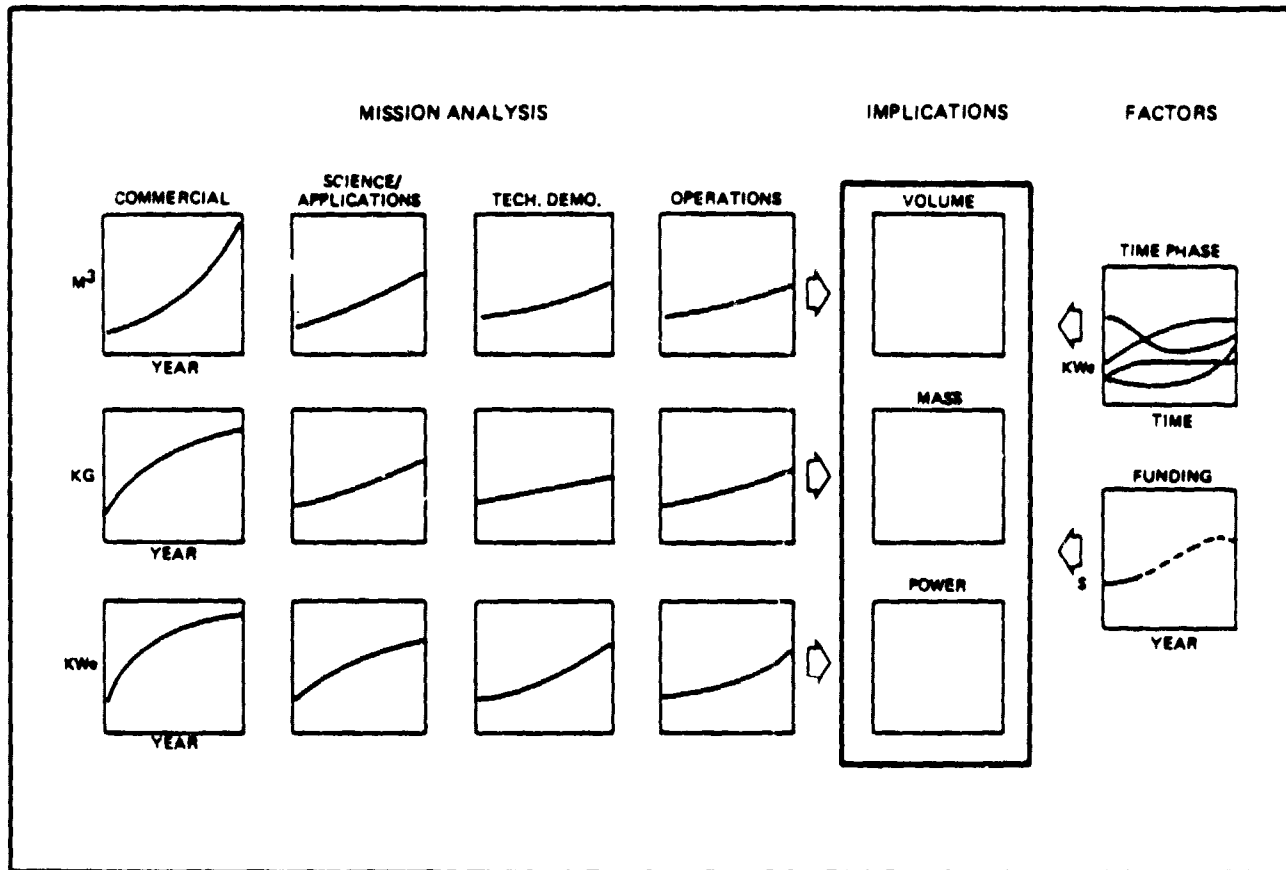 MISSION ANALYSIS
IMPLICATIONS
FACTORS
COMMERCIAL
SCIENCE/
APPLICATIONS
TECH. DEMO.
OPERATIONS
VOLUME
M3
YEAR
TIME PHASE
KWe
TIME
MASS
KG
YEAR
FUNDING
$
YEAR
POWER
KWe
YEAR